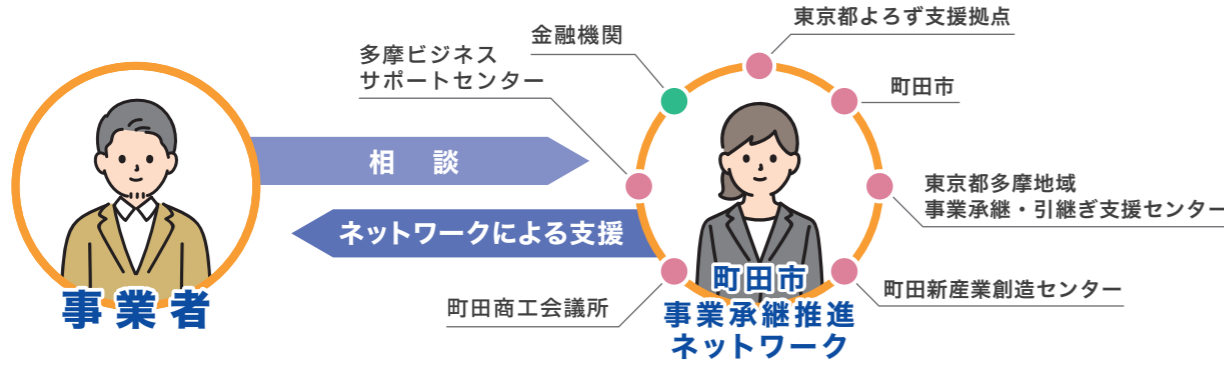 東京都よろず支援拠点
金融機関
多摩ビジネス
サポートセンター
町田市
相 談
東京都多摩地域
事業承継・引継ぎ支援センター
ネットワークによる支援
町田新産業創造センター
町田商工会議所
事業者
町田市
事業承継推進
ネットワーク